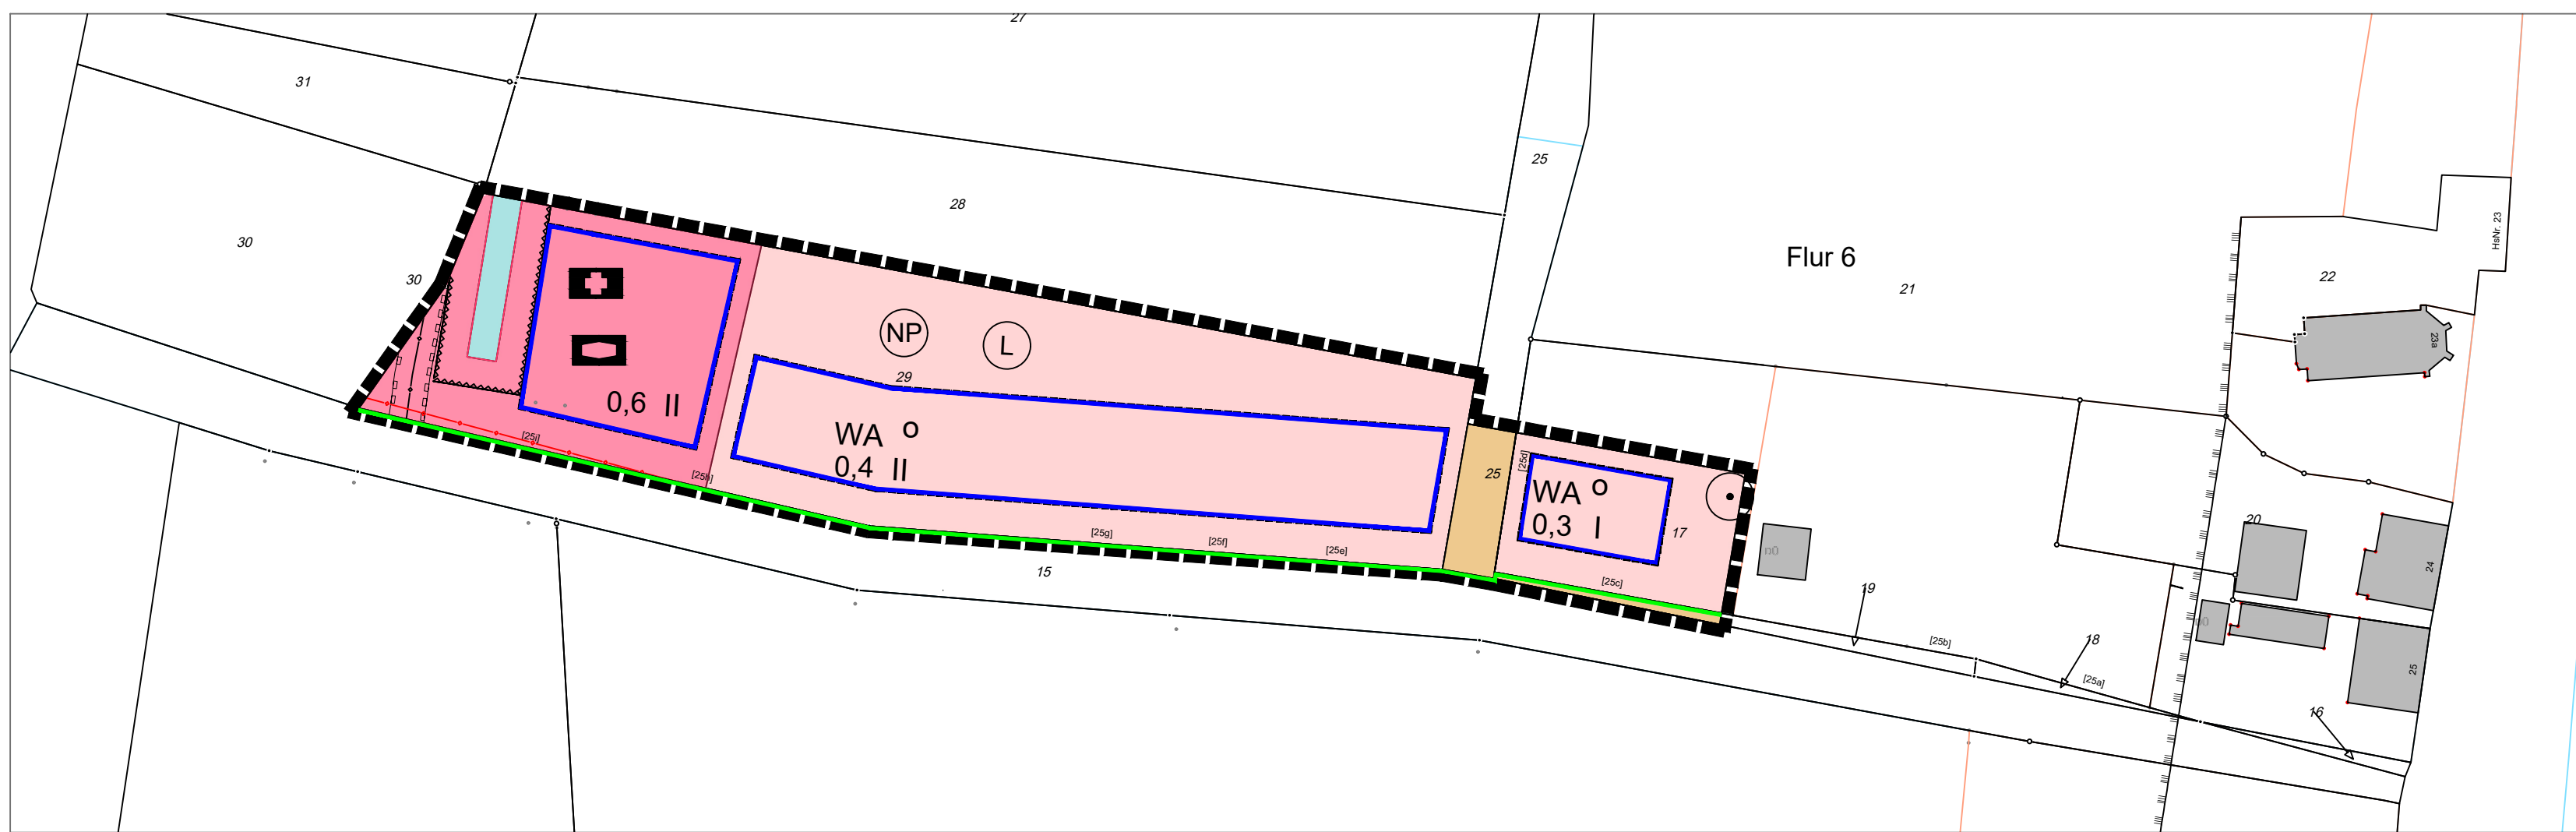 27
31
25
28
30
Flur 6
HsNr. 23
22
30
21
NP
L
23a
29
0,6 II
WA o
0,4 II
[25i]
[25h]
25
[25d]
WA o
0,3 I
17
20
[25g]
[25f]
[25e]
15
[25c]
24
19
18
[25b]
[25a]
25
16